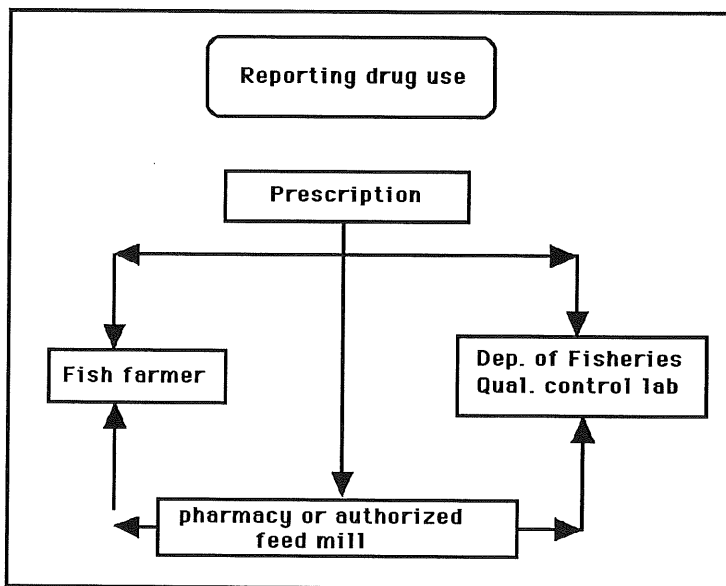 Reporting drug use
Prescription
Fish farmer
Dep. of Fisheries
Qual. control lab
pharmacy or authorized
feed mill